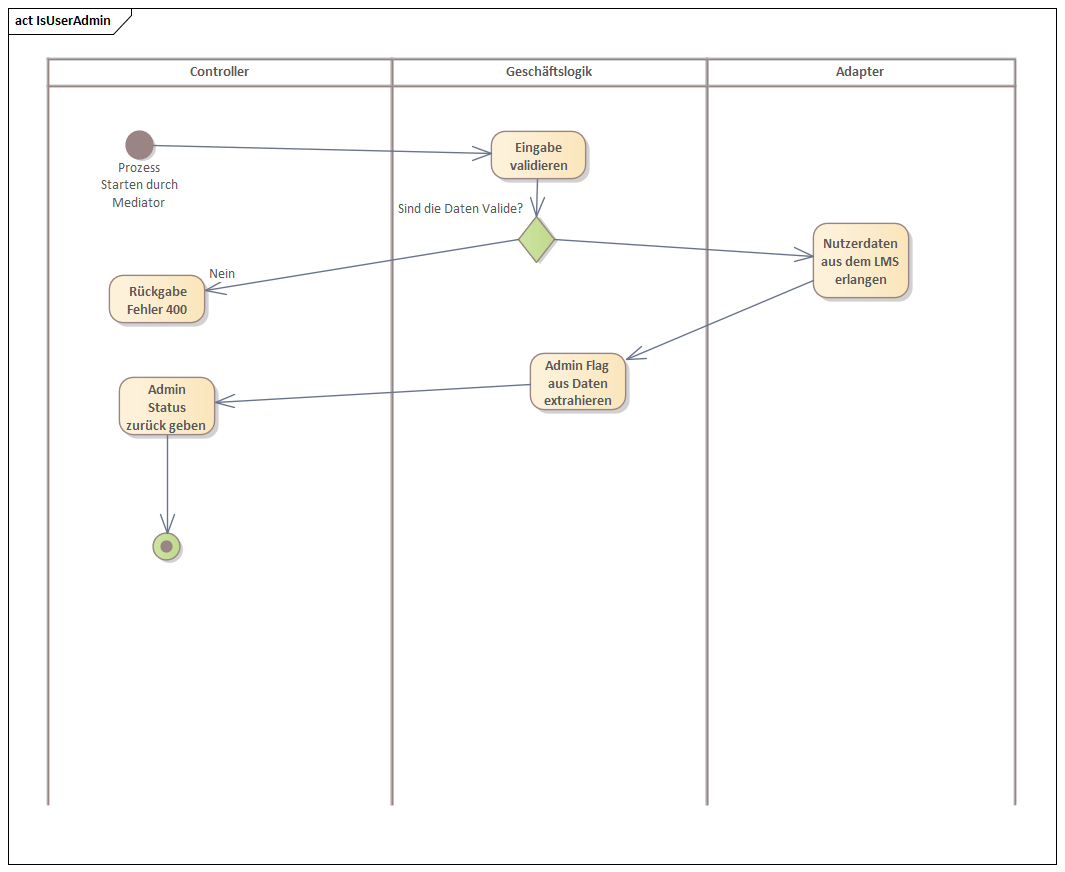 act IsUserAdmin
Controller
Geschäftslogik
Adapter
Prozess
Starten durch
Mediator
Eingabe
validieren
Sind die Daten Valide?
Nutzerdaten
aus dem LMS
erlangen
Nein
Rückgabe
Fehler 400
Admin Flag
aus Daten
extrahieren
Admin
Status
zurück geben